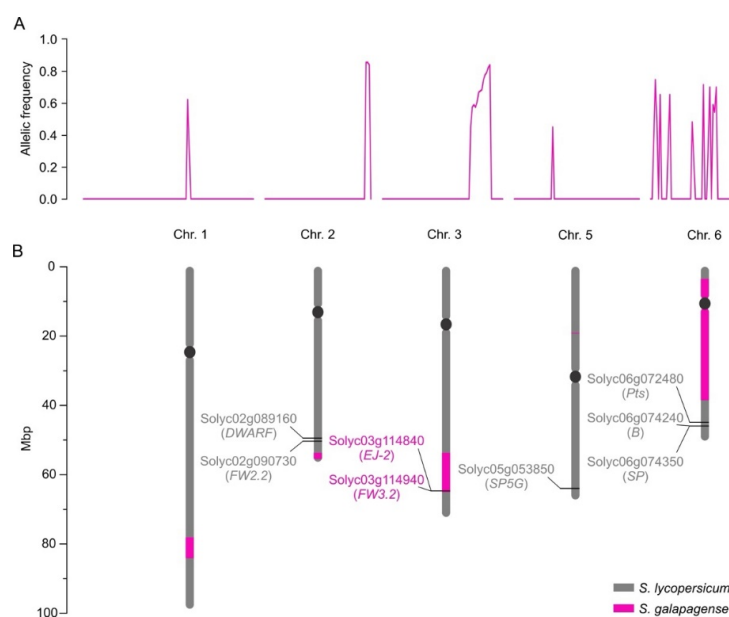 A
Allelic frequency
1.0
0.8
0.6
0.4
0.2
0
Chr. 1
Chr. 2
Chr. 3
Chr. 5
Chr. 6
B
Mbp
0
20
40
60
80
100
Solyc02g089160
(DWARF)
Solyc02g090730
(FW2.2)
Solyc03g114840
(EJ-2)
Solyc03g114940
(FW3.2)
Solyc05g053850
(SP5G)
Solyc06g072480
(Pts)
Solyc06g074240
(B)
Solyc06g074350
(SP)
S. lycopersicum
S. galapagense